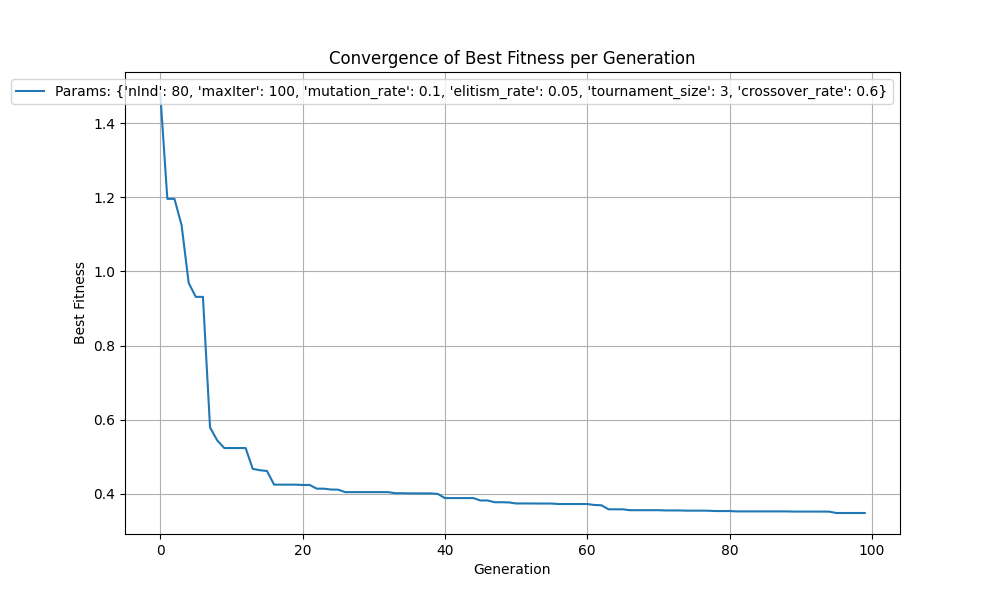 Convergence of Best Fitness per Generation
Params: {'nInd': 80, 'maxIter': 100, 'mutation_rate': 0.1, 'elitism_rate': 0.05, 'tournament_size': 3, 'crossover_rate': 0.6}
1.4
1.2
1.0
0.8
0.6
0.4
Best Fitness
0 20 40 60 80 100
Generation